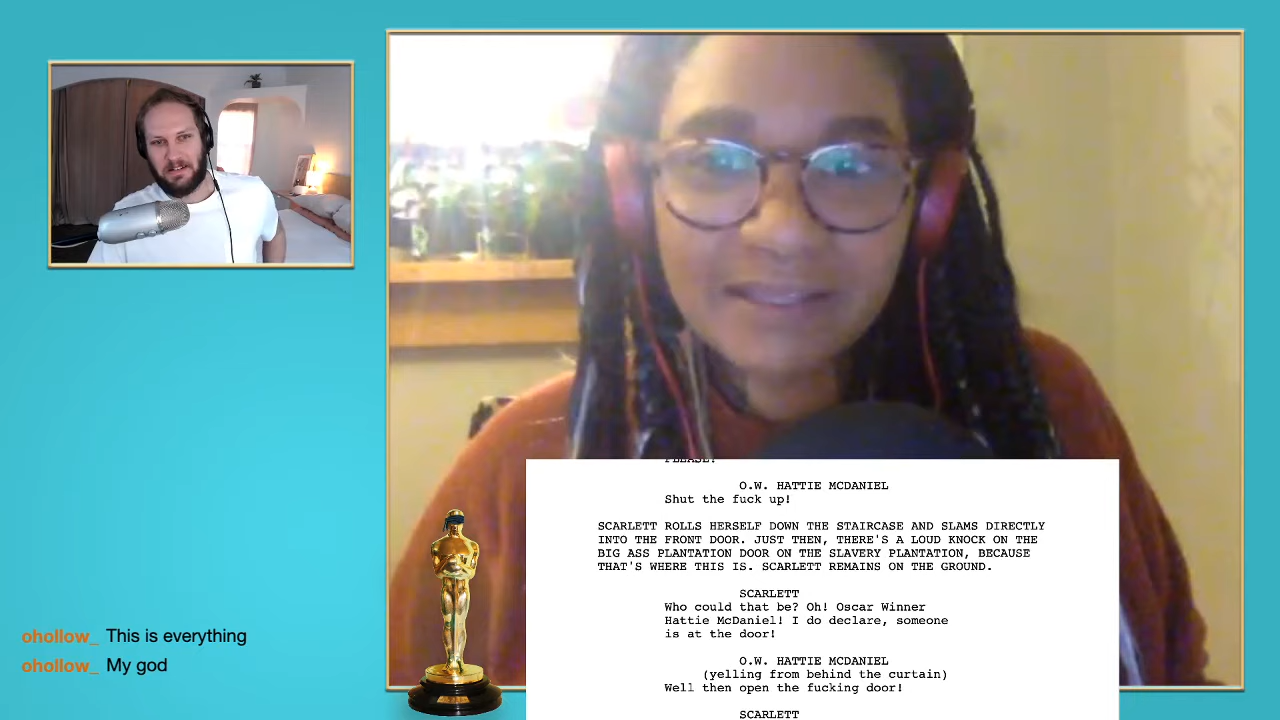 PLEASE!
O.W. HATTIE MCDANIEL
Shut the fuck up!
SCARLETT ROLLS HERSELF DOWN THE STAIRCASE AND SLAMS DIRECTLY
INTO THE FRONT DOOR. JUST THEN, THERE'S A LOUD KNOCK ON THE
BIG ASS PLANTATION DOOR ON THE SLAVERY PLANTATION, BECAUSE
THAT'S WHERE THIS IS. SCARLETT REMAINS ON THE GROUND.
SCARLETT
Who could that be? Oh! Oscar Winner
Hattie McDaniel! I do declare, someone
is at the door!
O.W. HATTIE MCDANIEL
(yelling from behind the curtain)
Well then open the fucking door!
SCARLETT
ohollow_ This is everything
ohollow_ My god